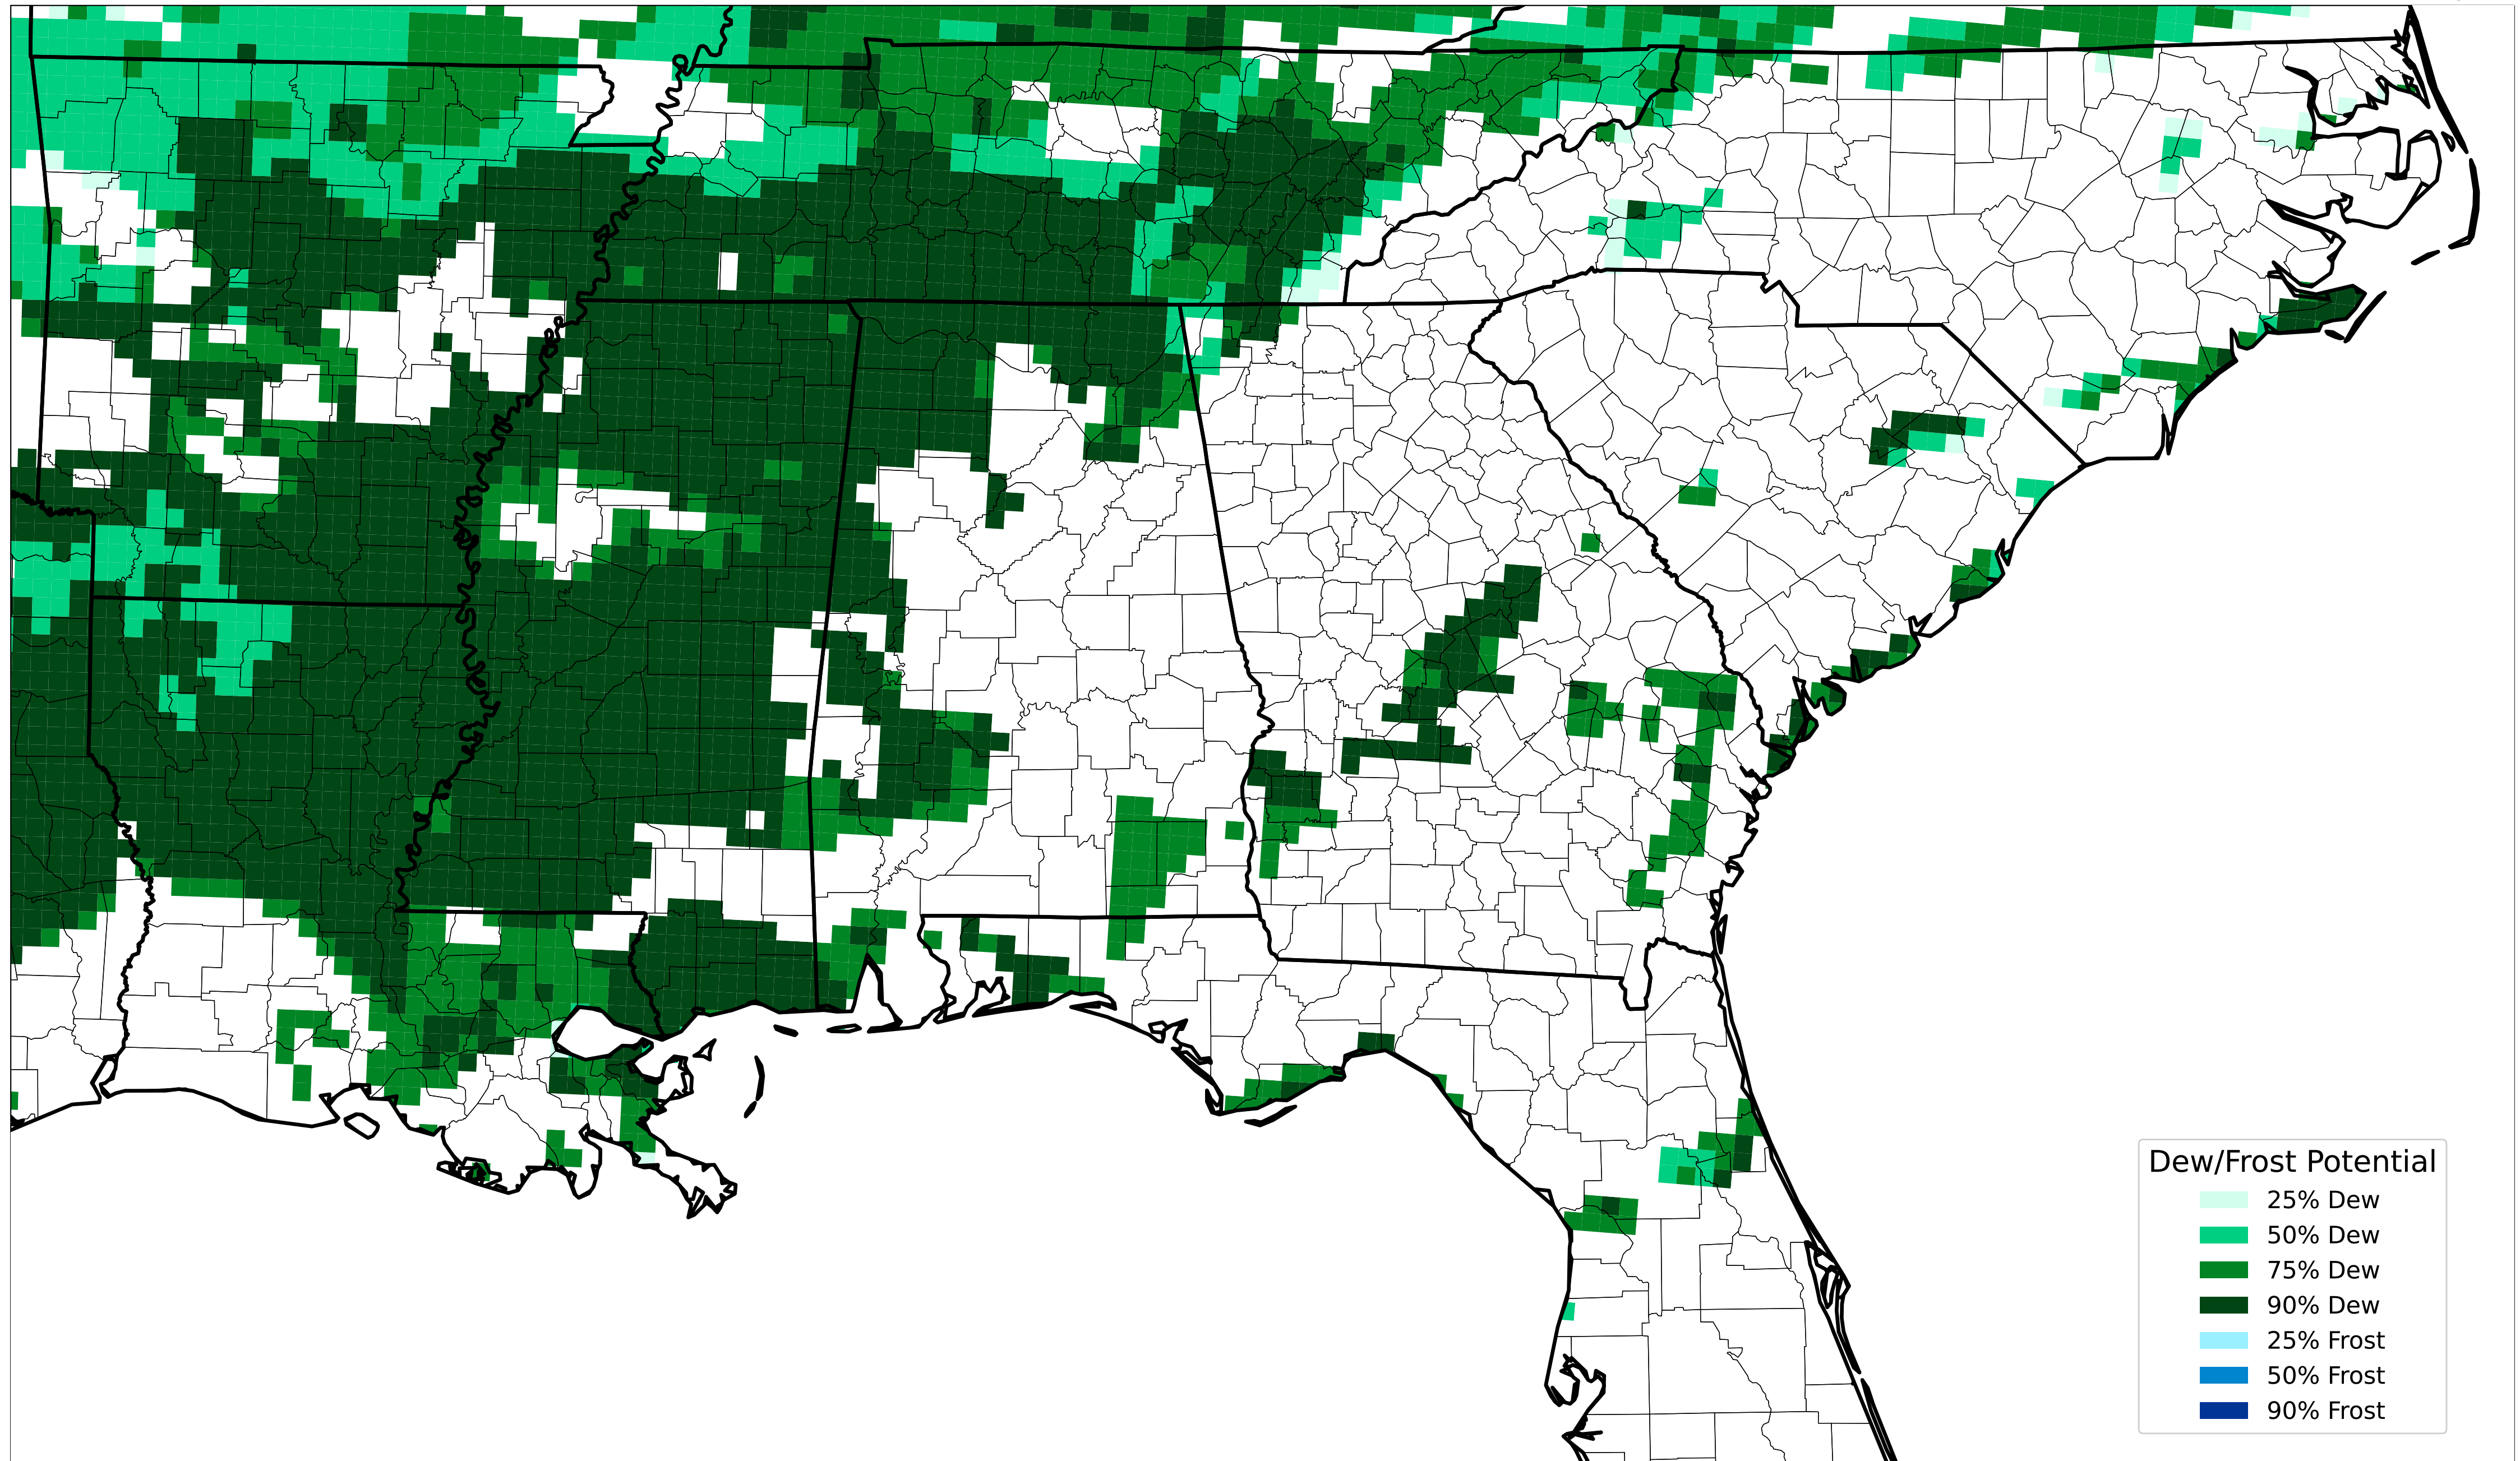 Dew/Frost Potential
25% Dew
50% Dew
75% Dew
90% Dew
25% Frost
50% Frost
90% Frost